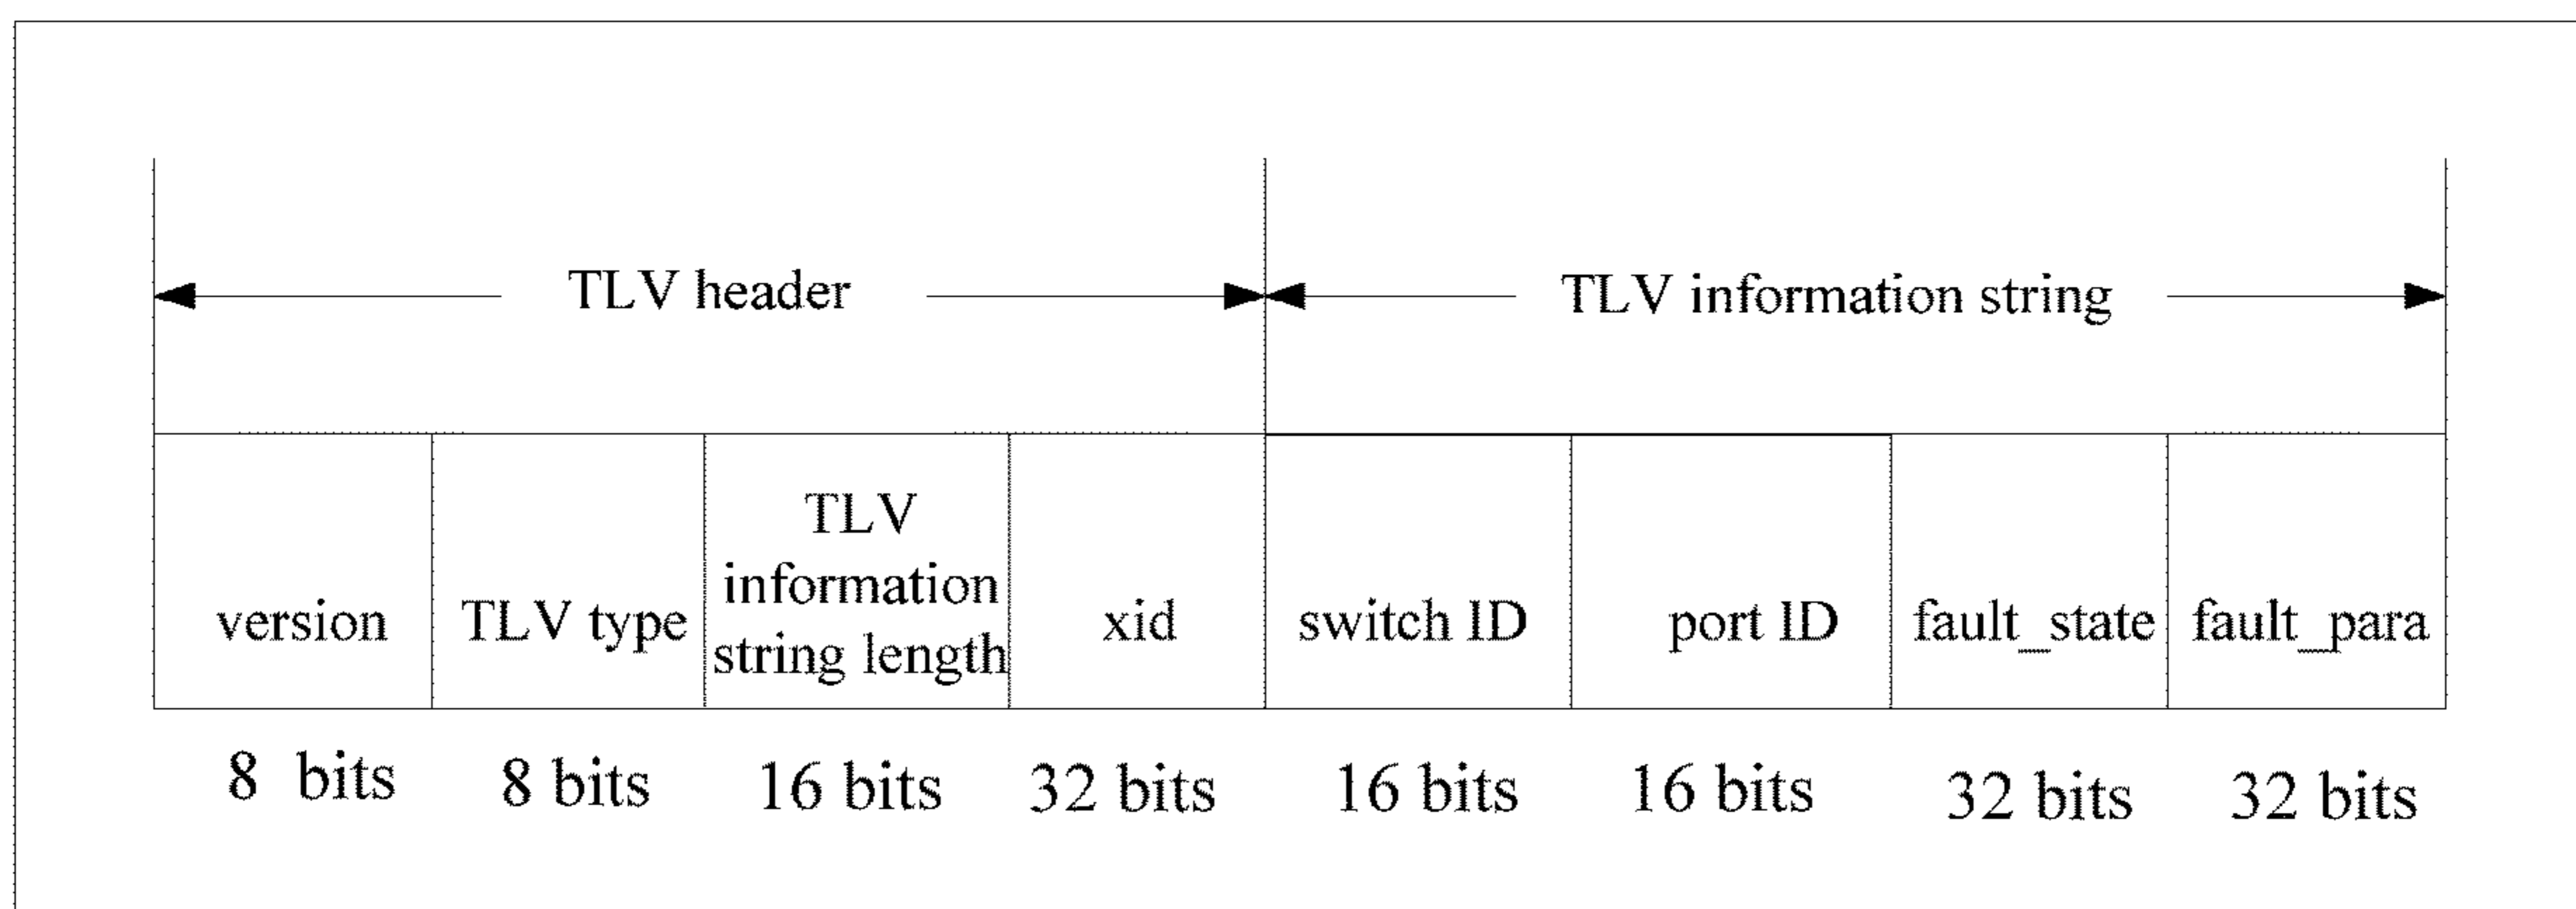 TLV header
TLV information string
version
TLV type
TLV
information
string length
xid
switch ID
port ID
fault_state
fault_para
8 bits
8 bits
16 bits
32 bits
16 bits
16 bits
32 bits
32 bits